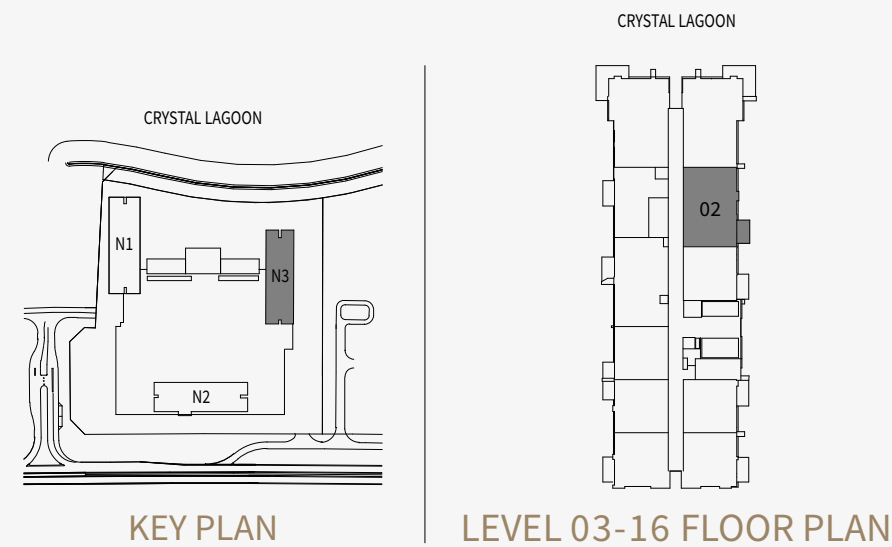 CRYSTAL LAGOON
N1
N3
N2
KEY PLAN
CRYSTAL LAGOON
02
LEVEL 03-16 FLOOR PLAN